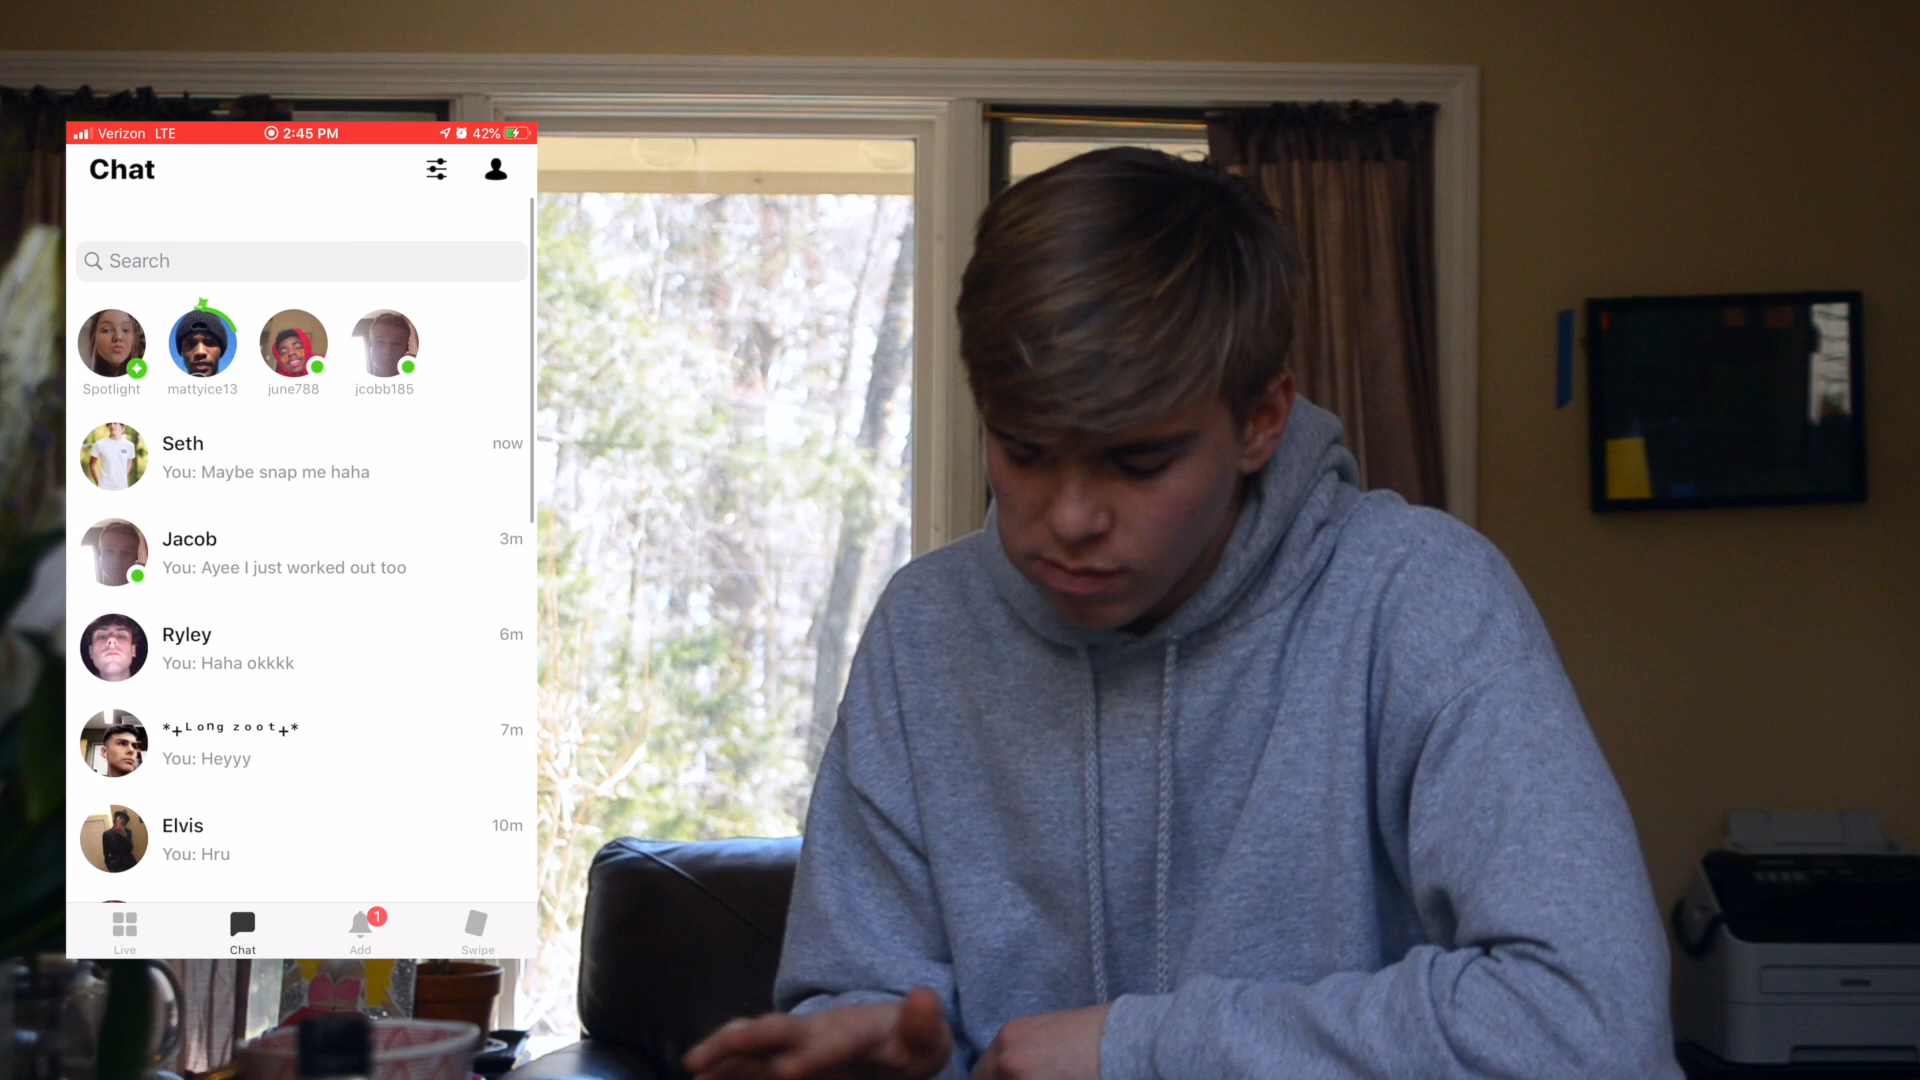 Verizon LTE 2:45 PM 42%
Chat
Search
Spotlight mattyice13 june788 jcobb185
Seth now
You: Maybe snap me haha
Jacob 3m
You: Ayee I just worked out too
Ryley 6m
You: Haha okkkk
*₊ᴸᵒⁿᵍ ᶻᵒᵒᵗ₊* 7m
You: Heyyy
Elvis 10m
You: Hru
1
Live Chat Add Swipe